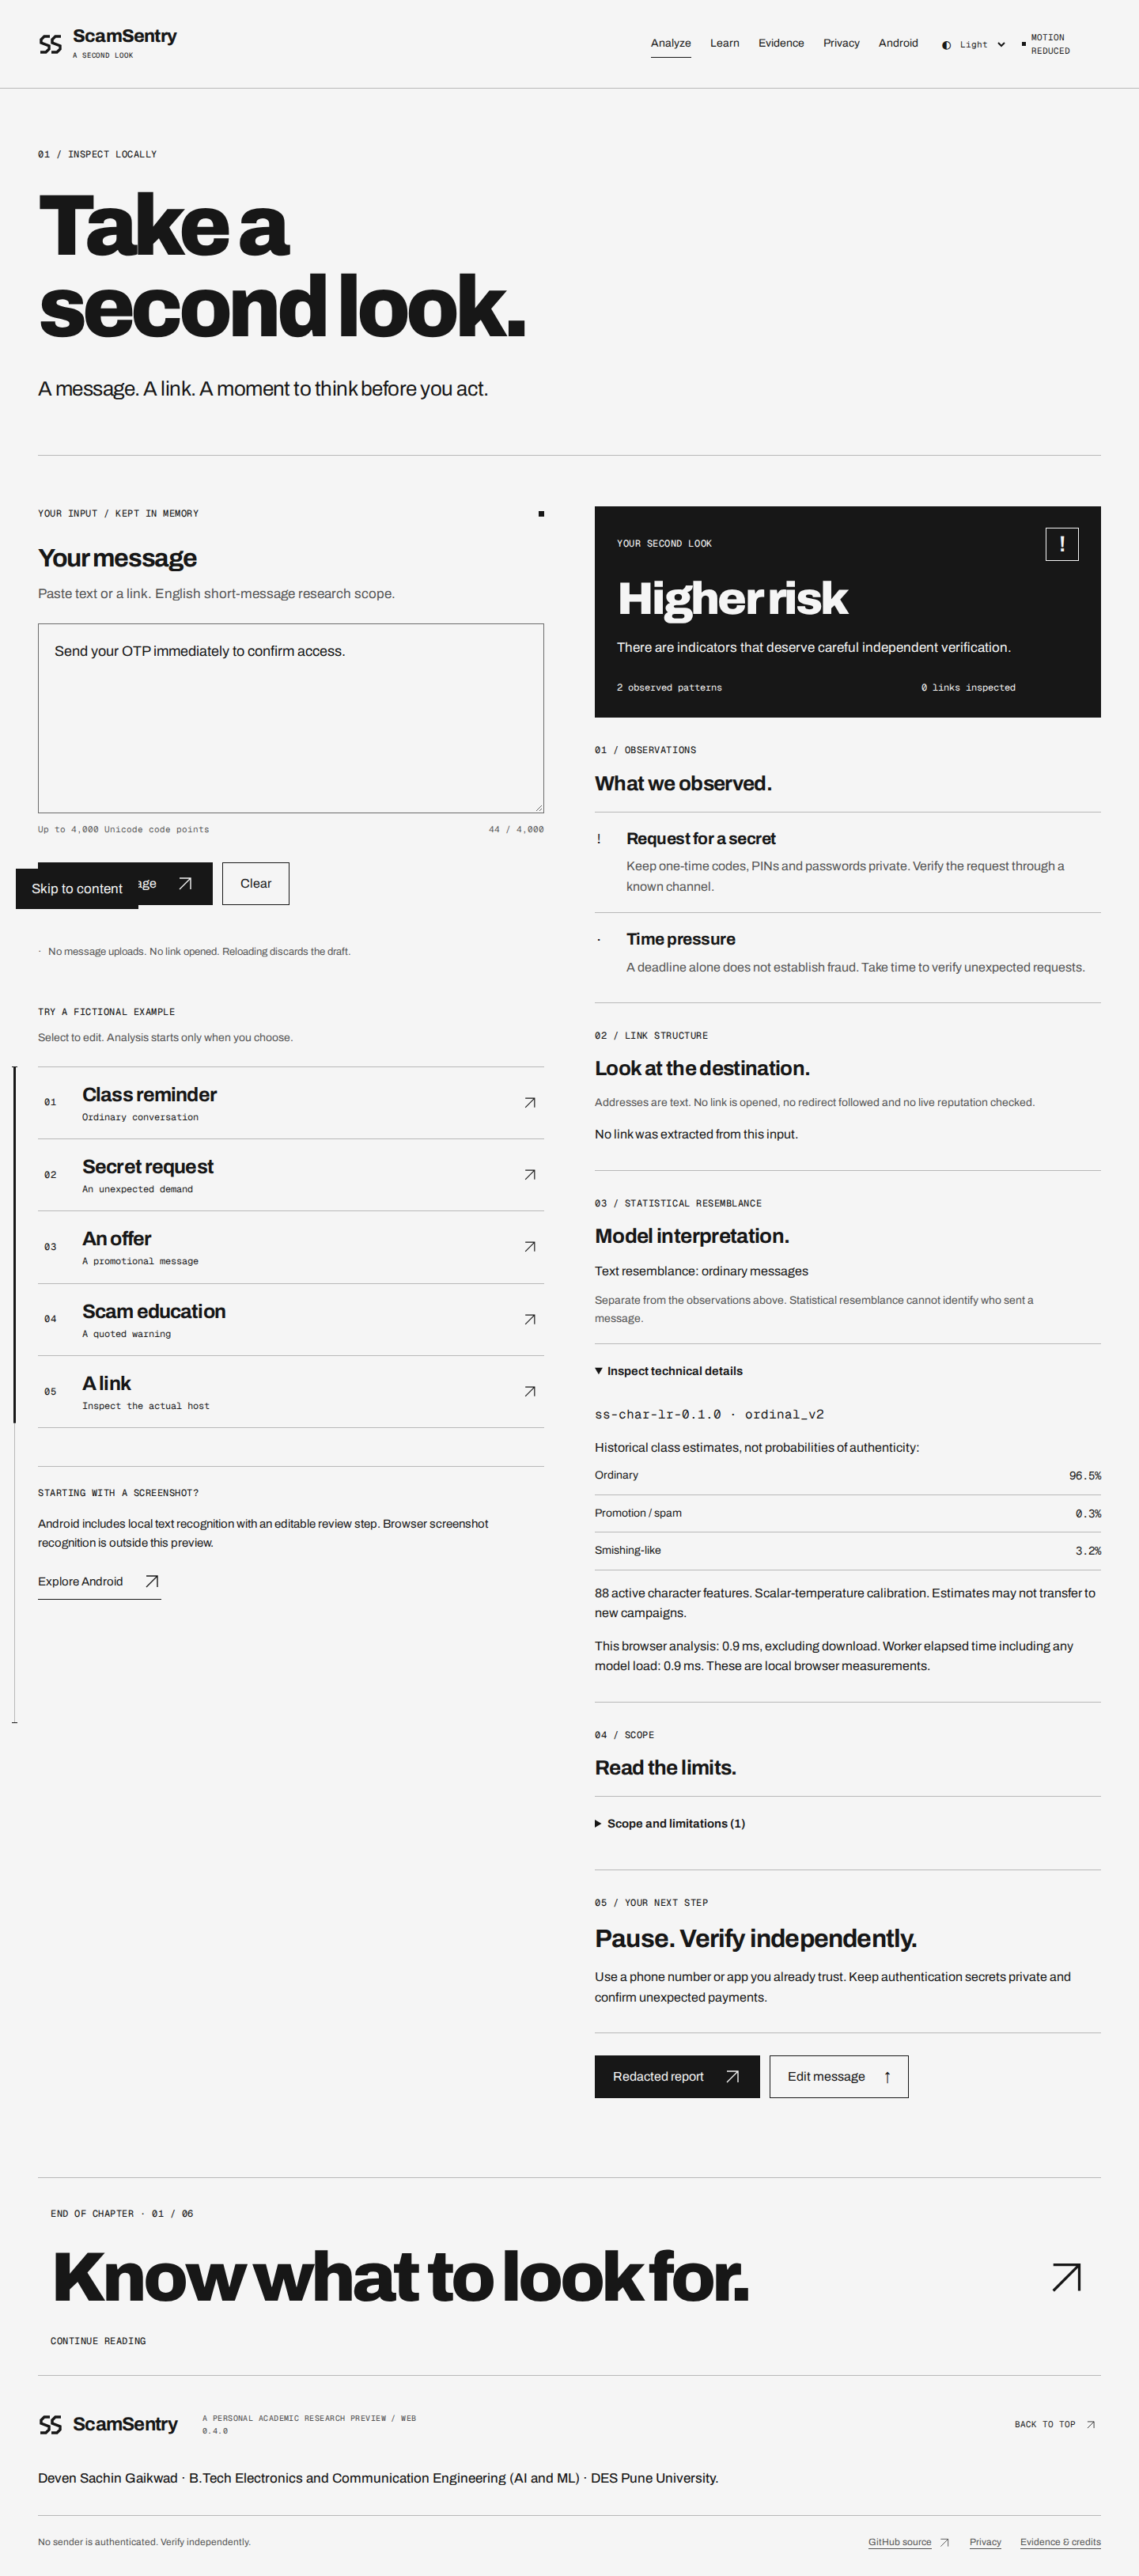 ScamSentry
A SECOND LOOK
Analyze
Learn
Evidence
Privacy
Android
Light
MOTION
REDUCED
01 / INSPECT LOCALLY
Take a
second look.
A message. A link. A moment to think before you act.
YOUR INPUT / KEPT IN MEMORY
Your message
Paste text or a link. English short-message research scope.
Send your OTP immediately to confirm access.
Up to 4,000 Unicode code points
44 / 4,000
Skip to content
Clear
· No message uploads. No link opened. Reloading discards the draft.
TRY A FICTIONAL EXAMPLE
Select to edit. Analysis starts only when you choose.
01
Class reminder
Ordinary conversation
02
Secret request
An unexpected demand
03
An offer
A promotional message
04
Scam education
A quoted warning
05
A link
Inspect the actual host
STARTING WITH A SCREENSHOT?
Android includes local text recognition with an editable review step. Browser screenshot
recognition is outside this preview.
Explore Android
YOUR SECOND LOOK
!
Higher risk
There are indicators that deserve careful independent verification.
2 observed patterns
0 links inspected
01 / OBSERVATIONS
What we observed.
!
Request for a secret
Keep one-time codes, PINs and passwords private. Verify the request through a
known channel.
·
Time pressure
A deadline alone does not establish fraud. Take time to verify unexpected requests.
02 / LINK STRUCTURE
Look at the destination.
Addresses are text. No link is opened, no redirect followed and no live reputation checked.
No link was extracted from this input.
03 / STATISTICAL RESEMBLANCE
Model interpretation.
Text resemblance: ordinary messages
Separate from the observations above. Statistical resemblance cannot identify who sent a
message.
Inspect technical details
ss-char-lr-0.1.0 · ordinal_v2
Historical class estimates, not probabilities of authenticity:
Ordinary
96.5%
Promotion / spam
0.3%
Smishing-like
3.2%
88 active character features. Scalar-temperature calibration. Estimates may not transfer to
new campaigns.
This browser analysis: 0.9 ms, excluding download. Worker elapsed time including any
model load: 0.9 ms. These are local browser measurements.
04 / SCOPE
Read the limits.
Scope and limitations (1)
05 / YOUR NEXT STEP
Pause. Verify independently.
Use a phone number or app you already trust. Keep authentication secrets private and
confirm unexpected payments.
Redacted report
Edit message ↑
END OF CHAPTER · 01 / 06
Know what to look for.
CONTINUE READING
ScamSentry
A PERSONAL ACADEMIC RESEARCH PREVIEW / WEB
0.4.0
BACK TO TOP
Deven Sachin Gaikwad · B.Tech Electronics and Communication Engineering (AI and ML) · DES Pune University.
No sender is authenticated. Verify independently.
GitHub source
Privacy
Evidence & credits